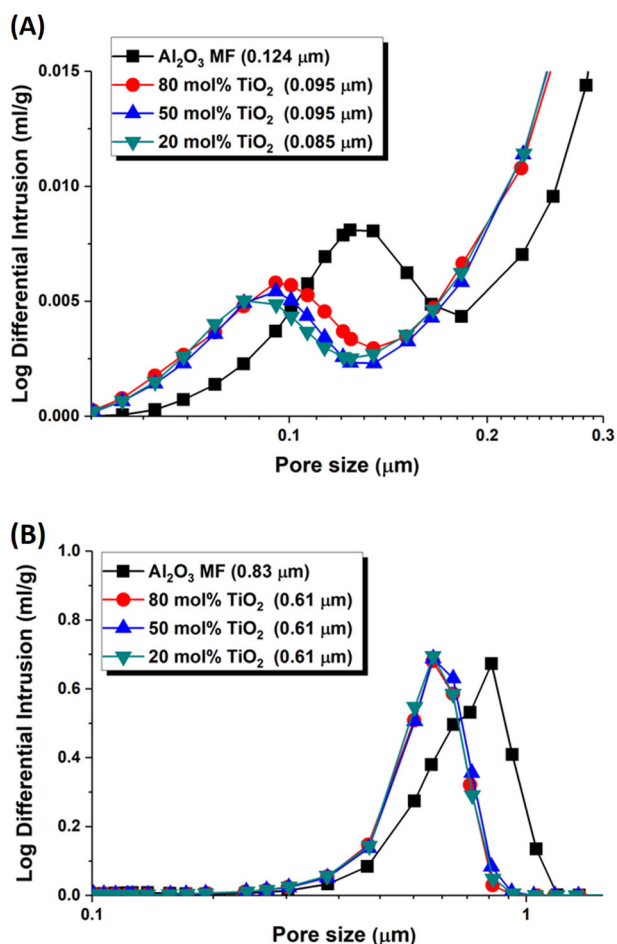 (A)
Al₂O₃ MF (0.124 μm)
80 mol% TiO₂ (0.095 μm)
50 mol% TiO₂ (0.095 μm)
20 mol% TiO₂ (0.085 μm)
Log Differential Intrusion (ml/g)
0.015
0.010
0.005
0.000
0.1 0.2 0.3
Pore size (μm)
(B)
Al₂O₃ MF (0.83 μm)
80 mol% TiO₂ (0.61 μm)
50 mol% TiO₂ (0.61 μm)
20 mol% TiO₂ (0.61 μm)
Log Differential Intrusion (ml/g)
1.0
0.8
0.6
0.4
0.2
0.0
0.1 1
Pore size (μm)